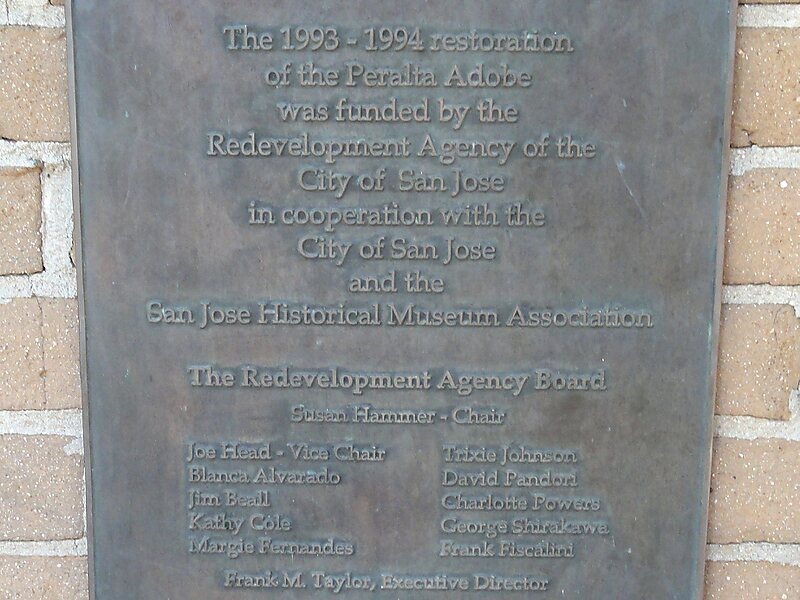 The 1993 - 1994 restoration
of the Peralta Adobe
was funded by the
Redevelopment Agency of the
City of San Jose
in cooperation with the
City of San Jose
and the
San Jose Historical Museum Association
The Redevelopment Agency Board
Susan Hammer - Chair
Joe Head - Vice Chair
Blanca Alvarado
Jim Beall
Kathy Cole
Margie Fernandes
Trixie Johnson
David Pandori
Charlotte Powers
George Shirakawa
Frank Fiscalini
Frank M. Taylor, Executive Director